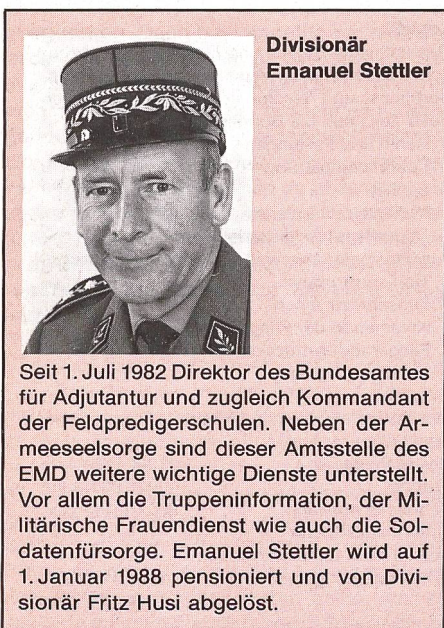 Divisionär
Emanuel Stettler
Seit 1. Juli 1982 Direktor des Bundesamtes
für Adjutantur und zugleich Kommandant
der Feldpredigerschulen. Neben der Ar-
meeseelsorge sind dieser Amtsstelle des
EMD weitere wichtige Dienste unterstellt.
Vor allem die Truppeninformation, der Mi-
litärische Frauendienst wie auch die Sol-
datenfürsorge. Emanuel Stettler wird auf
1. Januar 1988 pensioniert und von Divi-
sionär Fritz Husi abgelöst.